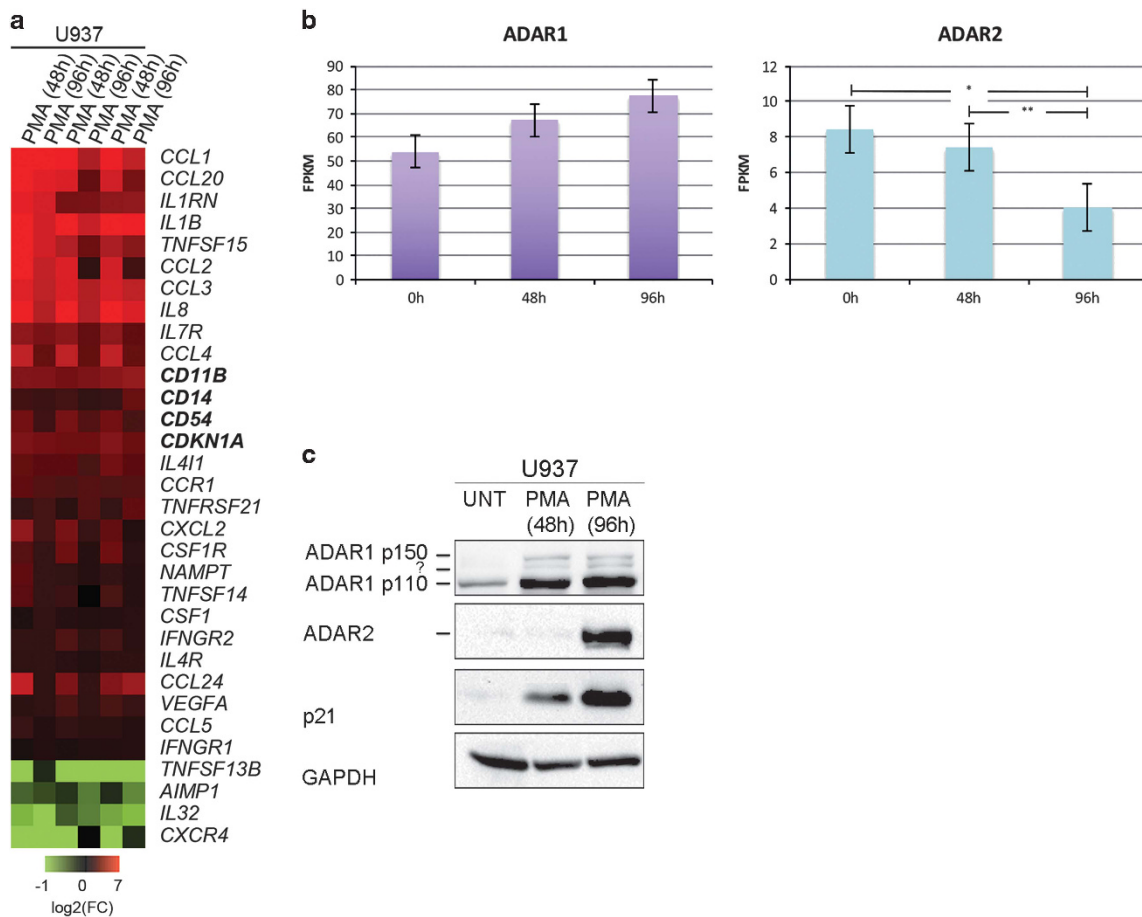 a
U937
PMA (48h)
PMA (96h)
PMA (48h)
PMA (96h)
PMA (48h)
PMA (96h)
CCL1
CCL20
IL1RN
IL1B
TNFSF15
CCL2
CCL3
IL8
IL7R
CCL4
CD11B
CD14
CD54
CDKN1A
IL4I1
CCR1
TNFRSF21
CXCL2
CSF1R
NAMPT
TNFSF14
CSF1
IFNGR2
IL4R
CCL24
VEGFA
CCL5
IFNGR1
TNFSF13B
AIMP1
IL32
CXCR4
-1 0 7
log2(FC)
b
ADAR1
FPKM
90
80
70
60
50
40
30
20
10
0
0h 48h 96h
ADAR2
FPKM
12
10
8
6
4
2
0
*
**
0h 48h 96h
c
U937
UNT PMA (48h) PMA (96h)
ADAR1 p150
?
ADAR1 p110
ADAR2
p21
GAPDH